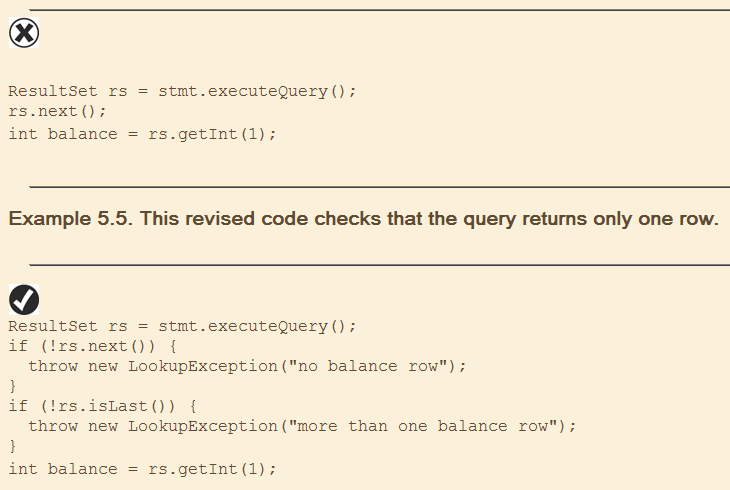 ResultSet rs = stmt.executeQuery();
rs.next();
int balance = rs.getInt(1);
Example 5.5. This revised code checks that the query returns only one row.
ResultSet rs = stmt.executeQuery();
if (!rs.next()) {
  throw new LookupException("no balance row");
}
if (!rs.isLast()) {
  throw new LookupException("more than one balance row");
}
int balance = rs.getInt(1);